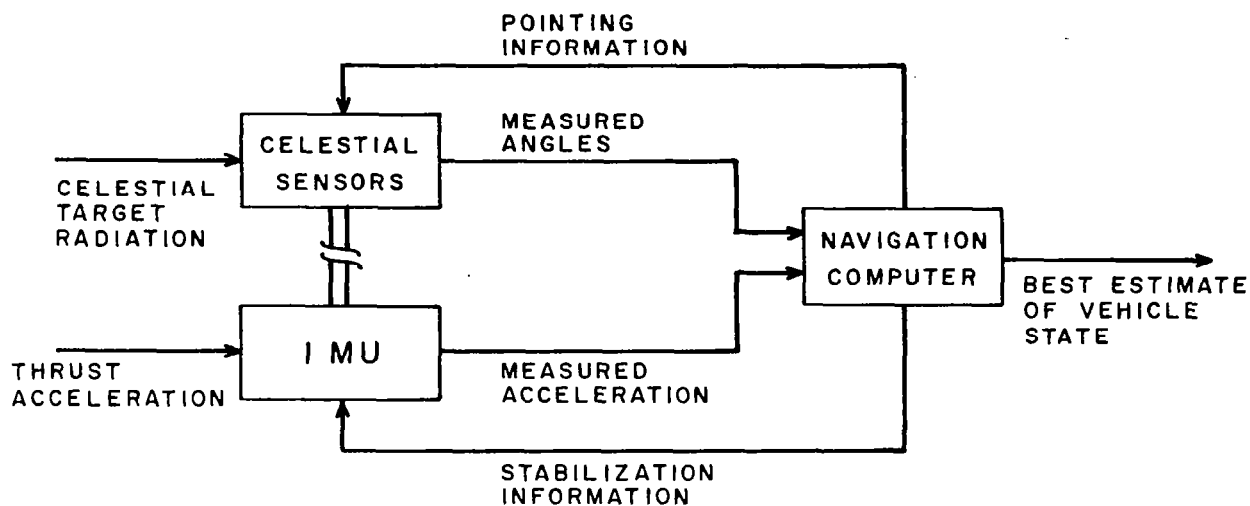 POINTING
INFORMATION
CELESTIAL
SENSORS
MEASURED
ANGLES
CELESTIAL
TARGET
RADIATION
NAVIGATION
COMPUTER
BEST ESTIMATE
OF VEHICLE
STATE
IMU
THRUST
ACCELERATION
MEASURED
ACCELERATION
STABILIZATION
INFORMATION